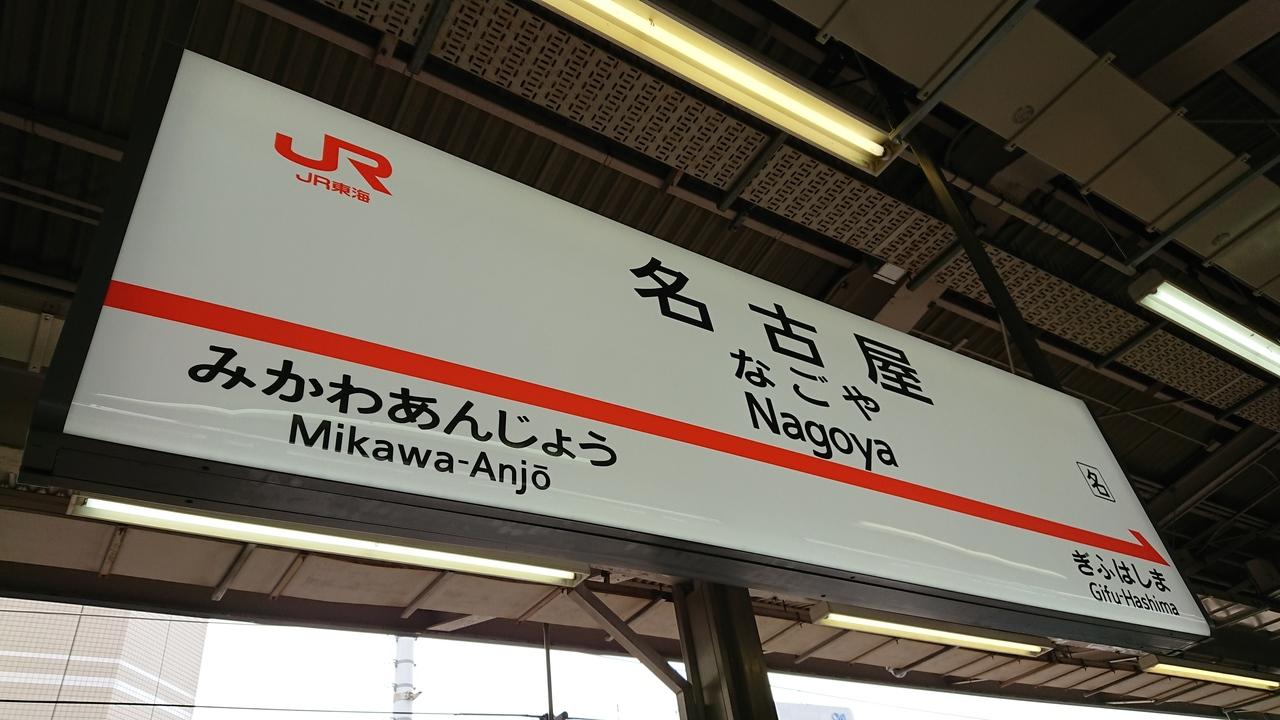 JR
JR東海
名古屋
なごや
Nagoya
名
みかわあんじょう
Mikawa-Anjō
ぎふはしま
Gifu-Hashima